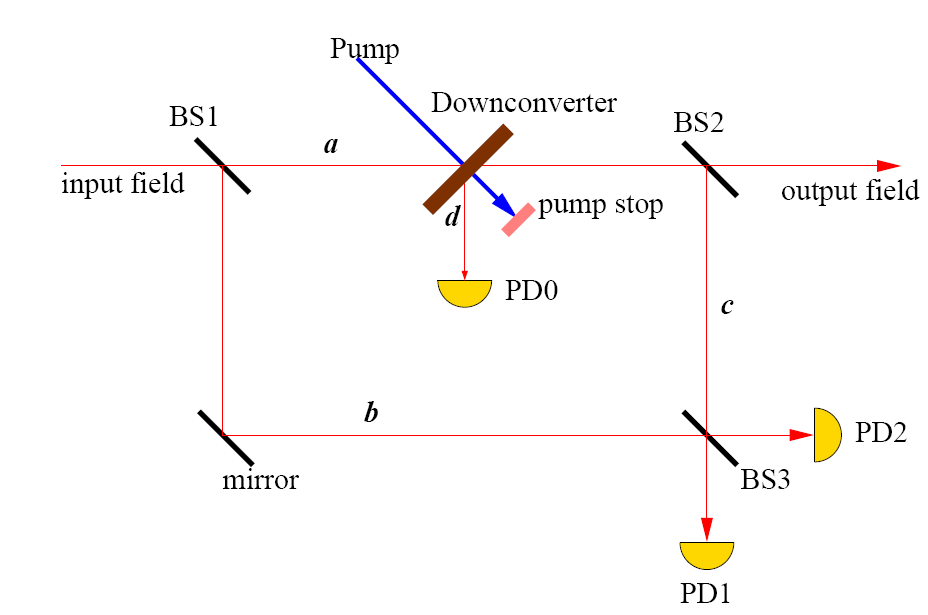 Pump
Downconverter
BS1
BS2
a
input field
output field
pump stop
d
PD0
c
b
PD2
mirror
BS3
PD1